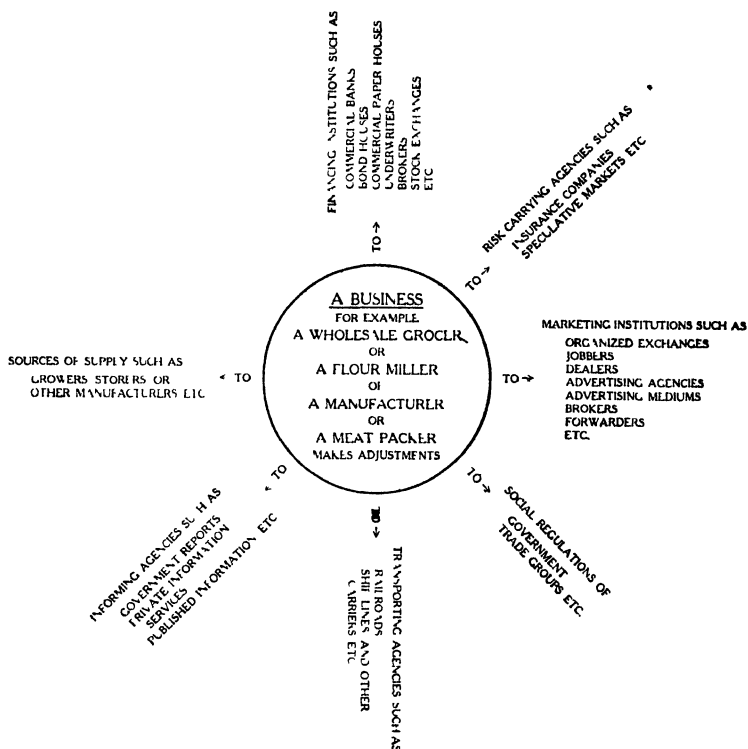 FINANCING INSTITUTIONS SUCH AS
COMMERCIAL BANKS
BOND HOUSES
COMMERCIAL PAPER HOUSES
UNDERWRITERS
BROKERS
STOCK EXCHANGES
ETC
TO →
RISK CARRYING AGENCIES SUCH AS
INSURANCE COMPANIES
SPECULATIVE MARKETS ETC
TO →
A BUSINESS
FOR EXAMPLE
A WHOLESALE GROCER
OR
A FLOUR MILLER
OR
A MANUFACTURER
OR
A MEAT PACKER
MAKES ADJUSTMENTS
MARKETING INSTITUTIONS SUCH AS
ORGANIZED EXCHANGES
JOBBERS
DEALERS
ADVERTISING AGENCIES
ADVERTISING MEDIUMS
BROKERS
FORWARDERS
ETC.
TO →
SOURCES OF SUPPLY SUCH AS
GROWERS STORERS OR
OTHER MANUFACTURERS ETC
← TO
SOCIAL REGULATIONS OF
GOVERNMENT
TRADE GROUPS ETC.
TO →
INFORMING AGENCIES SUCH AS
GOVERNMENT REPORTS
PRIVATE INFORMATION
SERVICES
PUBLISHED INFORMATION ETC
← TO
TRANSPORTING AGENCIES SUCH AS
RAILROADS
SHIP LINES AND OTHER
CARRIERS ETC